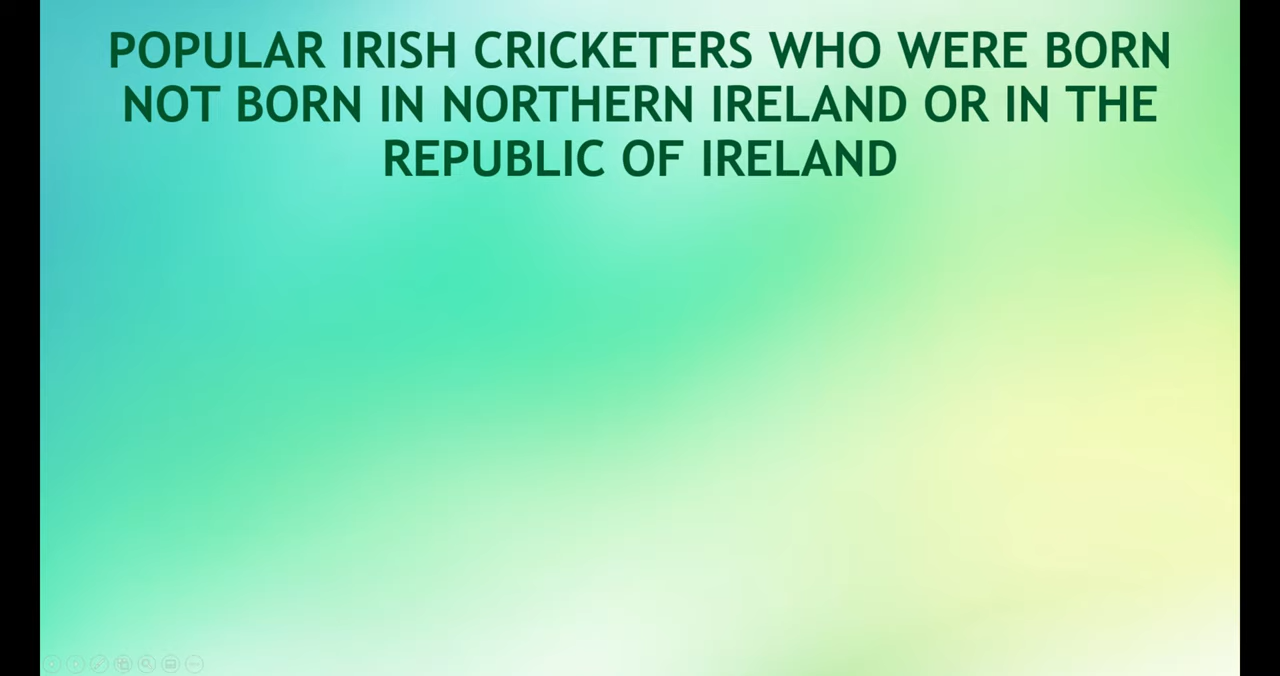 POPULAR IRISH CRICKETERS WHO WERE BORN
NOT BORN IN NORTHERN IRELAND OR IN THE
REPUBLIC OF IRELAND